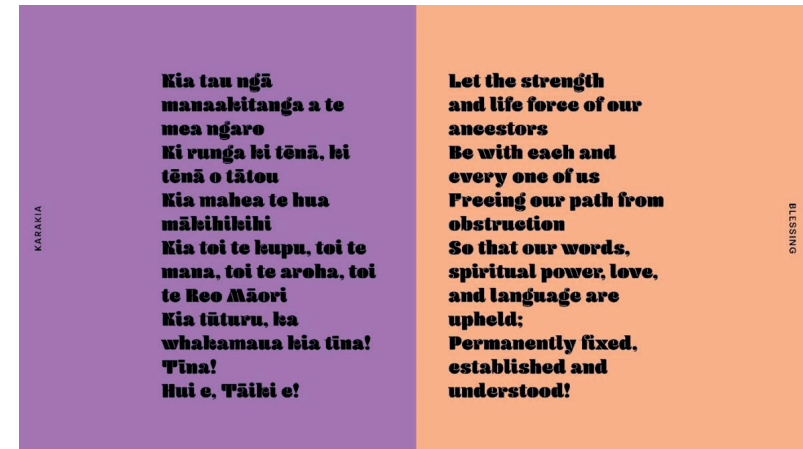 KARAKIA
Kia tau ngā
manaakitanga a te
mea ngaro
Ki runga ki tēnā, ki
tēnā o tātou
Kia mahea te hua
mākihikihi
Kia toi te kupu, toi te
mana, toi te aroha, toi
te Reo Māori
Kia tūturu, ka
whakamaua kia tīna!
Tīna!
Hui e, Tāiki e!
Let the strength
and life force of our
ancestors
Be with each and
every one of us
Freeing our path from
obstruction
So that our words,
spiritual power, love,
and language are
upheld;
Permanently fixed,
established and
understood!
BLESSING